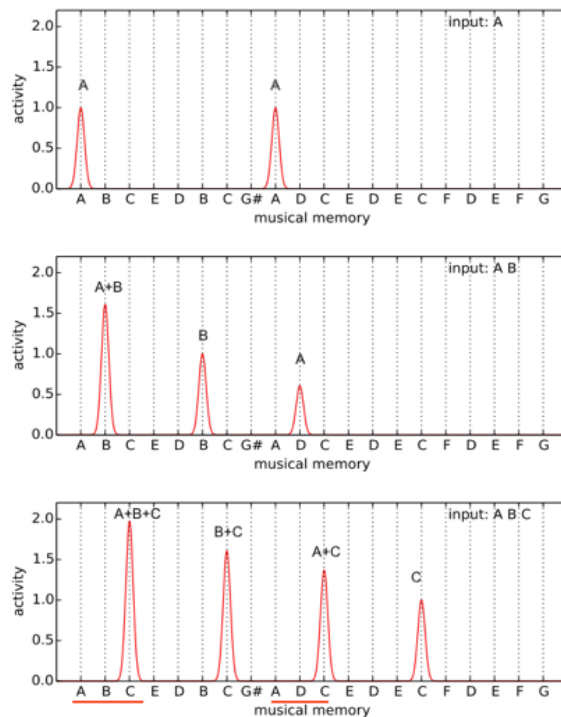 input: A
2.0
1.5
1.0
0.5
0.0
activity
A A
A B C E D B C G# A D C E D E C F D E F G
musical memory
input: A B
2.0
1.5
1.0
0.5
0.0
activity
A+B
B
A
A B C E D B C G# A D C E D E C F D E F G
musical memory
input: A B C
2.0
1.5
1.0
0.5
0.0
activity
A+B+C
B+C
A+C
C
A B C E D B C G# A D C E D E C F D E F G
musical memory